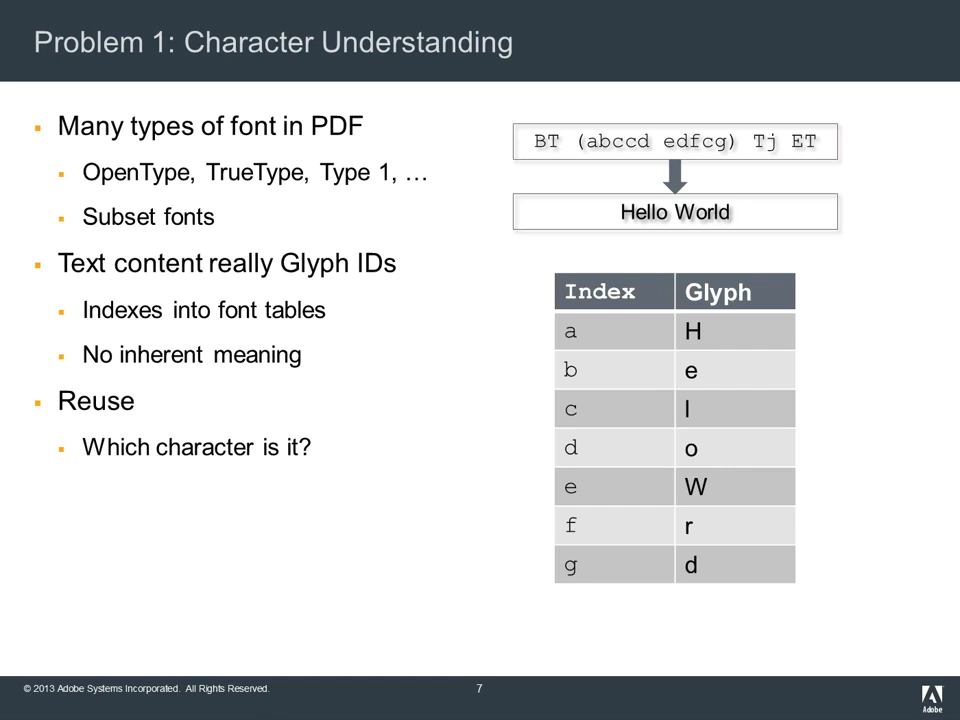 Problem 1: Character Understanding
Many types of font in PDF
OpenType, TrueType, Type 1, …
Subset fonts
Text content really Glyph IDs
Indexes into font tables
No inherent meaning
Reuse
Which character is it?
BT (abccd edfcg) Tj ET
Hello World
Index Glyph
a H
b e
c l
d o
e W
f r
g d
© 2013 Adobe Systems Incorporated. All Rights Reserved.
7
Adobe